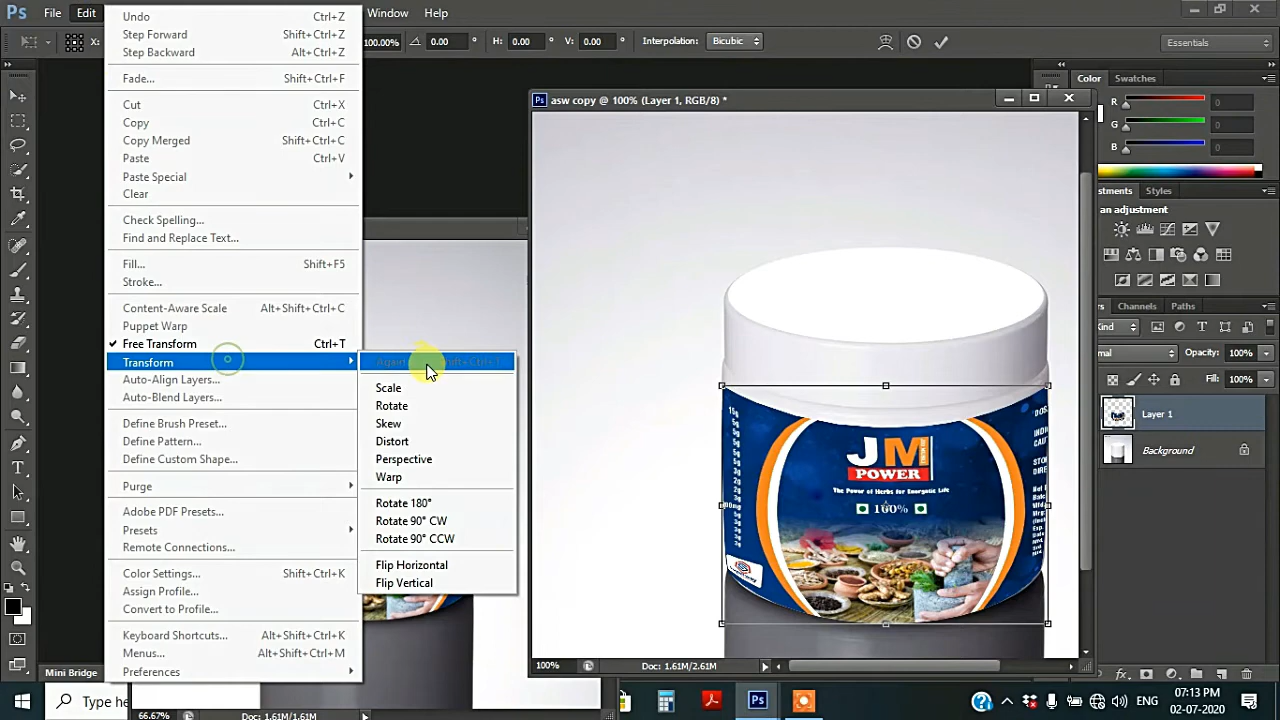 Ps File Edit Window Help
X: 100.00% 0.00 ° H: 0.00 ° V: 0.00 ° Interpolation: Bicubic Essentials
Undo Ctrl+Z
Step Forward Shift+Ctrl+Z
Step Backward Alt+Ctrl+Z
Fade... Shift+Ctrl+F
Cut Ctrl+X
Copy Ctrl+C
Copy Merged Shift+Ctrl+C
Paste Ctrl+V
Paste Special
Clear
Check Spelling...
Find and Replace Text...
Fill... Shift+F5
Stroke...
Content-Aware Scale Alt+Shift+Ctrl+C
Puppet Warp
Free Transform Ctrl+T
Transform
Auto-Align Layers...
Auto-Blend Layers...
Define Brush Preset...
Define Pattern...
Define Custom Shape...
Purge
Adobe PDF Presets...
Presets
Remote Connections...
Color Settings... Shift+Ctrl+K
Assign Profile...
Convert to Profile...
Keyboard Shortcuts... Alt+Shift+Ctrl+K
Menus... Alt+Shift+Ctrl+M
Preferences
Again
Scale
Rotate
Skew
Distort
Perspective
Warp
Rotate 180°
Rotate 90° CW
Rotate 90° CCW
Flip Horizontal
Flip Vertical
Ps asw copy @ 100% (Layer 1, RGB/8) *
JM
POWER
The Power of Herbs for Energetic Life
100%
100% Doc: 1.61M/2.61M
Color Swatches
R 0
G 0
B 0
Styles
an adjustment
Channels Paths
Kind
Opacity: 100%
Fill: 100%
Layer 1
Background
Mini Bridge
66.67% Doc: 1.61M/2.61M
Type he
Ps
ENG
07:13 PM
02-07-2020